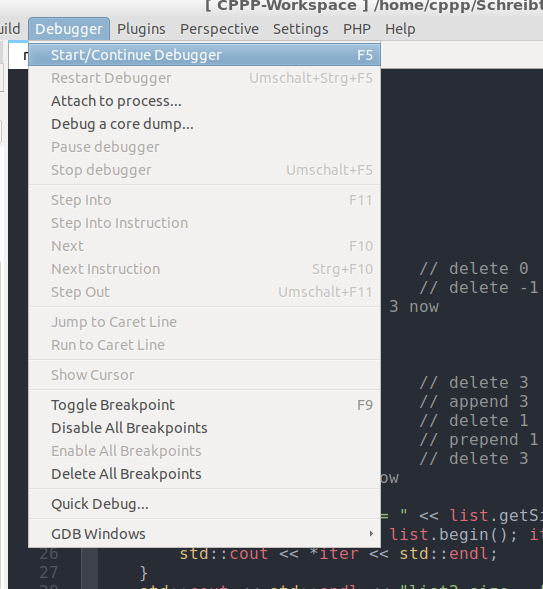 [ CPPP-Workspace ] /home/cppp/Schreibt
uild Debugger Plugins Perspective Settings PHP Help
Start/Continue Debugger F5
Restart Debugger Umschalt+Strg+F5
Attach to process...
Debug a core dump...
Pause debugger
Stop debugger Umschalt+F5
Step Into F11
Step Into Instruction
Next F10
// delete 0
Next Instruction Strg+F10
// delete -1
Step Out Umschalt+F11
3 now
Jump to Caret Line
Run to Caret Line
Show Cursor
// delete 3
Toggle Breakpoint F9
// append 3
Disable All Breakpoints
// delete 1
// prepend 1
Enable All Breakpoints
// delete 3
Delete All Breakpoints
ow
Quick Debug...
= " << list.getSi
GDB Windows
list.begin(); it
26 std::cout << *iter << std::endl;
27 }